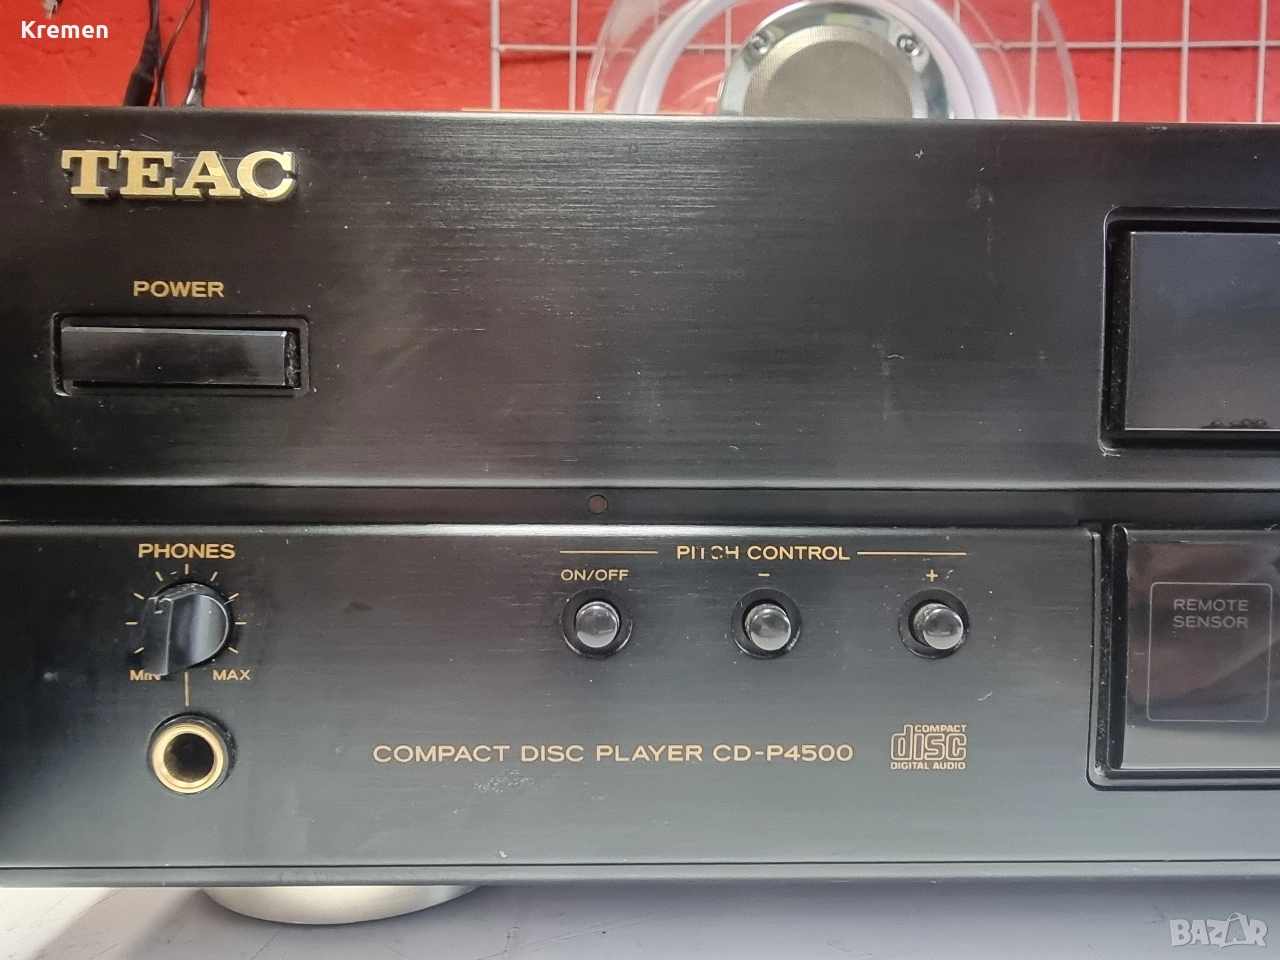 Kremen
TEAC
POWER
PHONES
MIN MAX
PITCH CONTROL
ON/OFF - +
REMOTE
SENSOR
COMPACT DISC PLAYER CD-P4500
COMPACT
disc
DIGITAL AUDIO
BAZAR